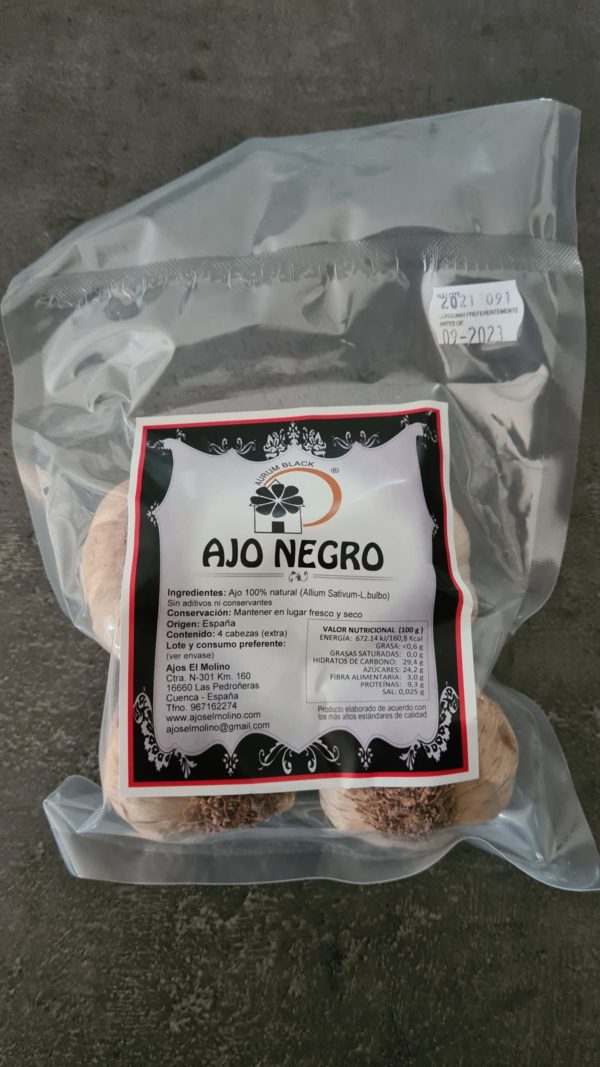 20213091
CONSUMIR PREFERENTEMENTE
ANTES DE
02-2023
AURUM BLACK ®
AJO NEGRO
Ingredientes: Ajo 100% natural (Allium Sativum-L,bulbo)
Sin aditivos ni conservantes
Conservación: Mantener en lugar fresco y seco
Origen: España
Contenido: 4 cabezas (extra)
Lote y consumo preferente:
(ver envase)
Ajos El Molino
Ctra. N-301 Km. 160
16660 Las Pedroñeras
Cuenca - España
Tfno. 967162274
www.ajoselmolino.com
ajoselmolino@gmail.com
VALOR NUTRICIONAL (100 g )
ENERGÍA: 672.14 kj/160,8 Kcal
GRASA: <0,6 g
GRASAS SATURADAS: 0,0 g
HIDRATOS DE CARBONO: 29,4 g
AZUCARES: 24,2 g
FIBRA ALIMENTARIA: 3,0 g
PROTEÍNAS: 9,3 g
SAL: 0,025 g
Producto elaborado de acuerdo con
los más altos estándares de calidad